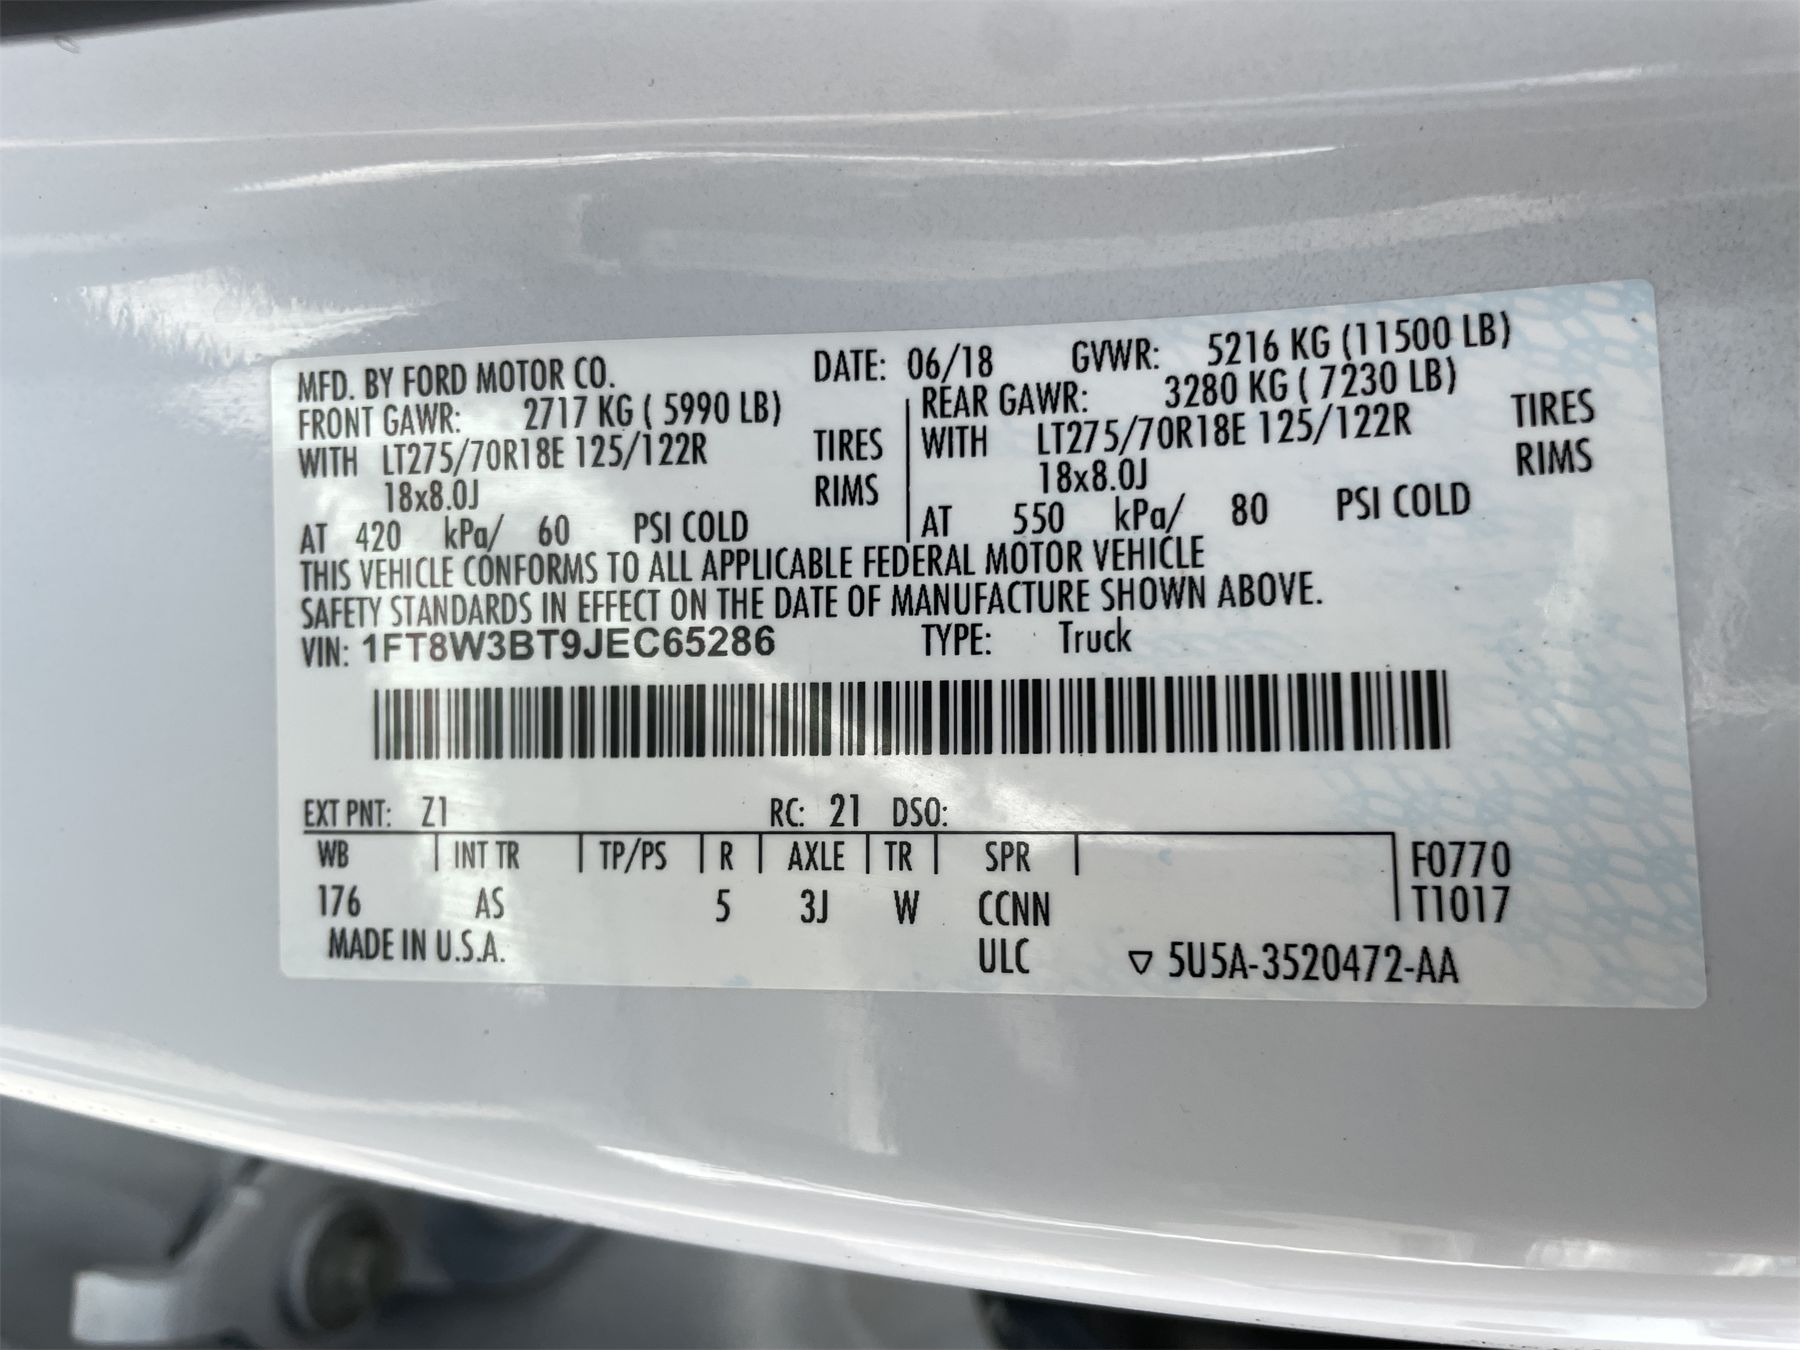 MFD. BY FORD MOTOR CO. DATE: 06/18 GVWR: 5216 KG (11500 LB)
FRONT GAWR: 2717 KG ( 5990 LB) REAR GAWR: 3280 KG ( 7230 LB)
WITH LT275/70R18E 125/122R TIRES WITH LT275/70R18E 125/122R TIRES
18x8.0J RIMS 18x8.0J RIMS
AT 420 kPa/ 60 PSI COLD AT 550 kPa/ 80 PSI COLD
THIS VEHICLE CONFORMS TO ALL APPLICABLE FEDERAL MOTOR VEHICLE
SAFETY STANDARDS IN EFFECT ON THE DATE OF MANUFACTURE SHOWN ABOVE.
VIN: 1FT8W3BT9JEC65286 TYPE: Truck
EXT PNT: Z1 RC: 21 DSO:
WB INT TR TP/PS R AXLE TR SPR F0770
176 AS 5 3J W CCNN T1017
MADE IN U.S.A. ULC ▽ 5U5A-3520472-AA